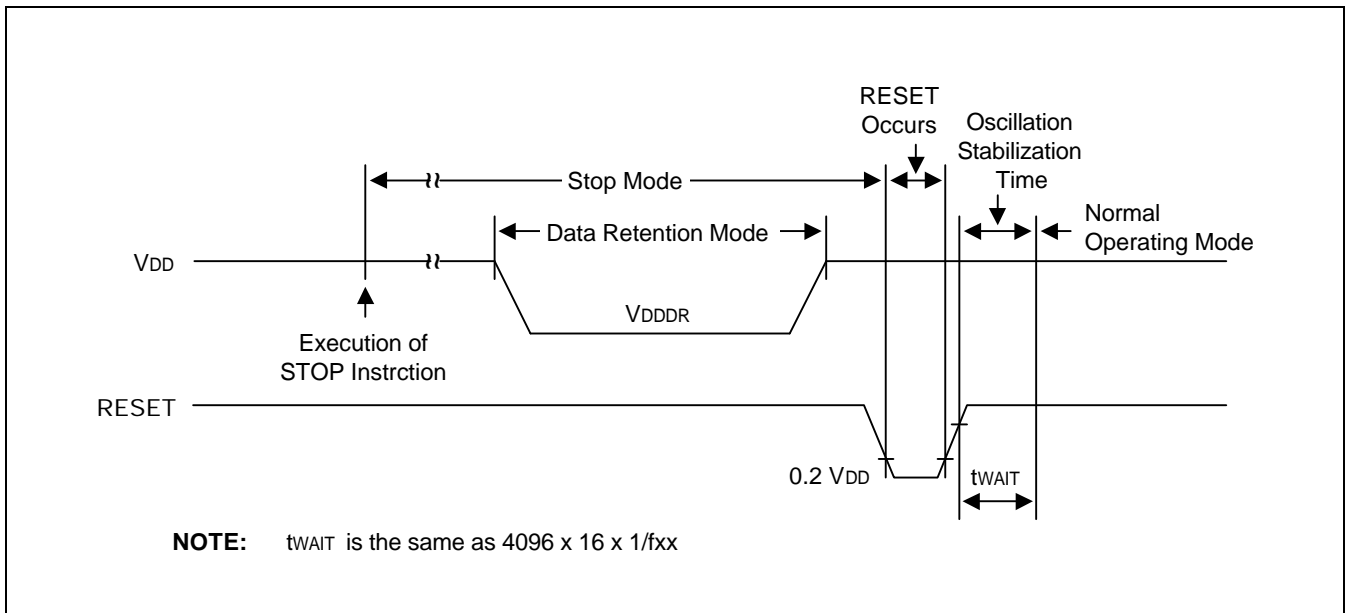 RESET
Occurs
Oscillation
Stabilization
Time
Stop Mode
Normal
Operating Mode
Data Retention Mode
VDD
VDDDR
Execution of
STOP Instrction
RESET
0.2 VDD
tWAIT
NOTE: tWAIT is the same as 4096 x 16 x 1/fxx